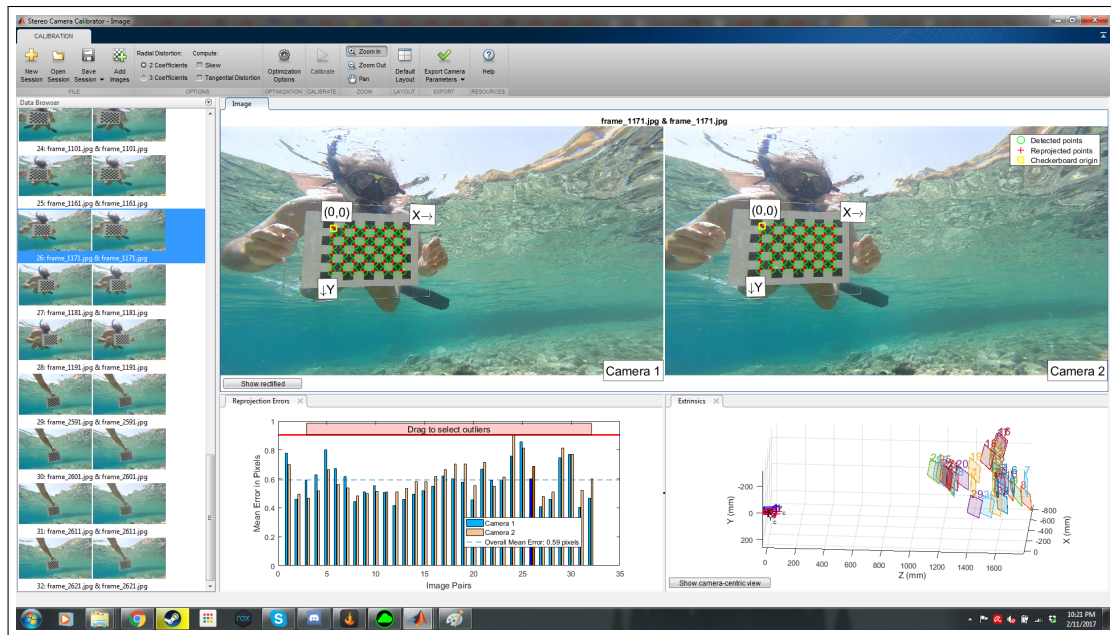 Stereo Camera Calibrator - Image
CALIBRATION
New Session
Open Session
Save Session
Add Images
Radial Distortion:
2 Coefficients
3 Coefficients
Compute:
Skew
Tangential Distortion
Optimization Options
Calibrate
Zoom In
Zoom Out
Pan
Default Layout
Export Camera Parameters
Help
FILE
OPTIONS
OPTIMIZATION
CALIBRATE
ZOOM
LAYOUT
EXPORT
RESOURCES
Data Browser
24: frame_1101.jpg & frame_1101.jpg
25: frame_1161.jpg & frame_1161.jpg
26: frame_1171.jpg & frame_1171.jpg
27: frame_1181.jpg & frame_1181.jpg
28: frame_1191.jpg & frame_1191.jpg
29: frame_2591.jpg & frame_2591.jpg
30: frame_2601.jpg & frame_2601.jpg
31: frame_2611.jpg & frame_2611.jpg
32: frame_2621.jpg & frame_2621.jpg
Image
frame_1171.jpg & frame_1171.jpg
(0,0)
X→
↓Y
Camera 1
(0,0)
X→
↓Y
Camera 2
Detected points
Reprojected points
Checkerboard origin
Show rectified
Reprojection Errors
Drag to select outliers
Mean Error in Pixels
1
0.8
0.6
0.4
0.2
0
0 5 10 15 20 25 30 35
Image Pairs
Camera 1
Camera 2
Overall Mean Error: 0.59 pixels
Extrinsics
Y (mm)
-200
0
200
0 200 400 600 800 1000 1200 1400 1600
Z (mm)
-800
-600
-400
-200
0
X (mm)
Show camera-centric view
10:21 PM
2/11/2017